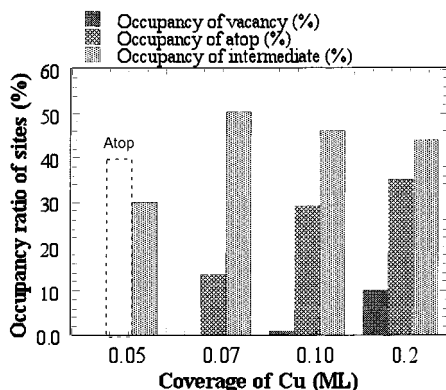 Occupancy of vacancy (%)
Occupancy of atop (%)
Occupancy of intermediate (%)
60
50
40
30
20
10
0.0
Occupancy ratio of sites (%)
Atop
0.05 0.07 0.10 0.2
Coverage of Cu (ML)